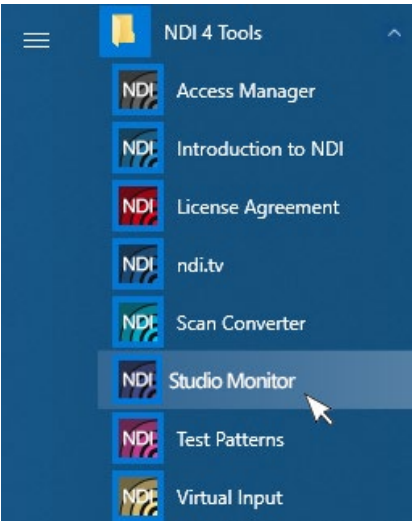 NDI 4 Tools
NDI Access Manager
NDI Introduction to NDI
NDI License Agreement
NDI ndi.tv
NDI Scan Converter
NDI Studio Monitor
NDI Test Patterns
NDI Virtual Input